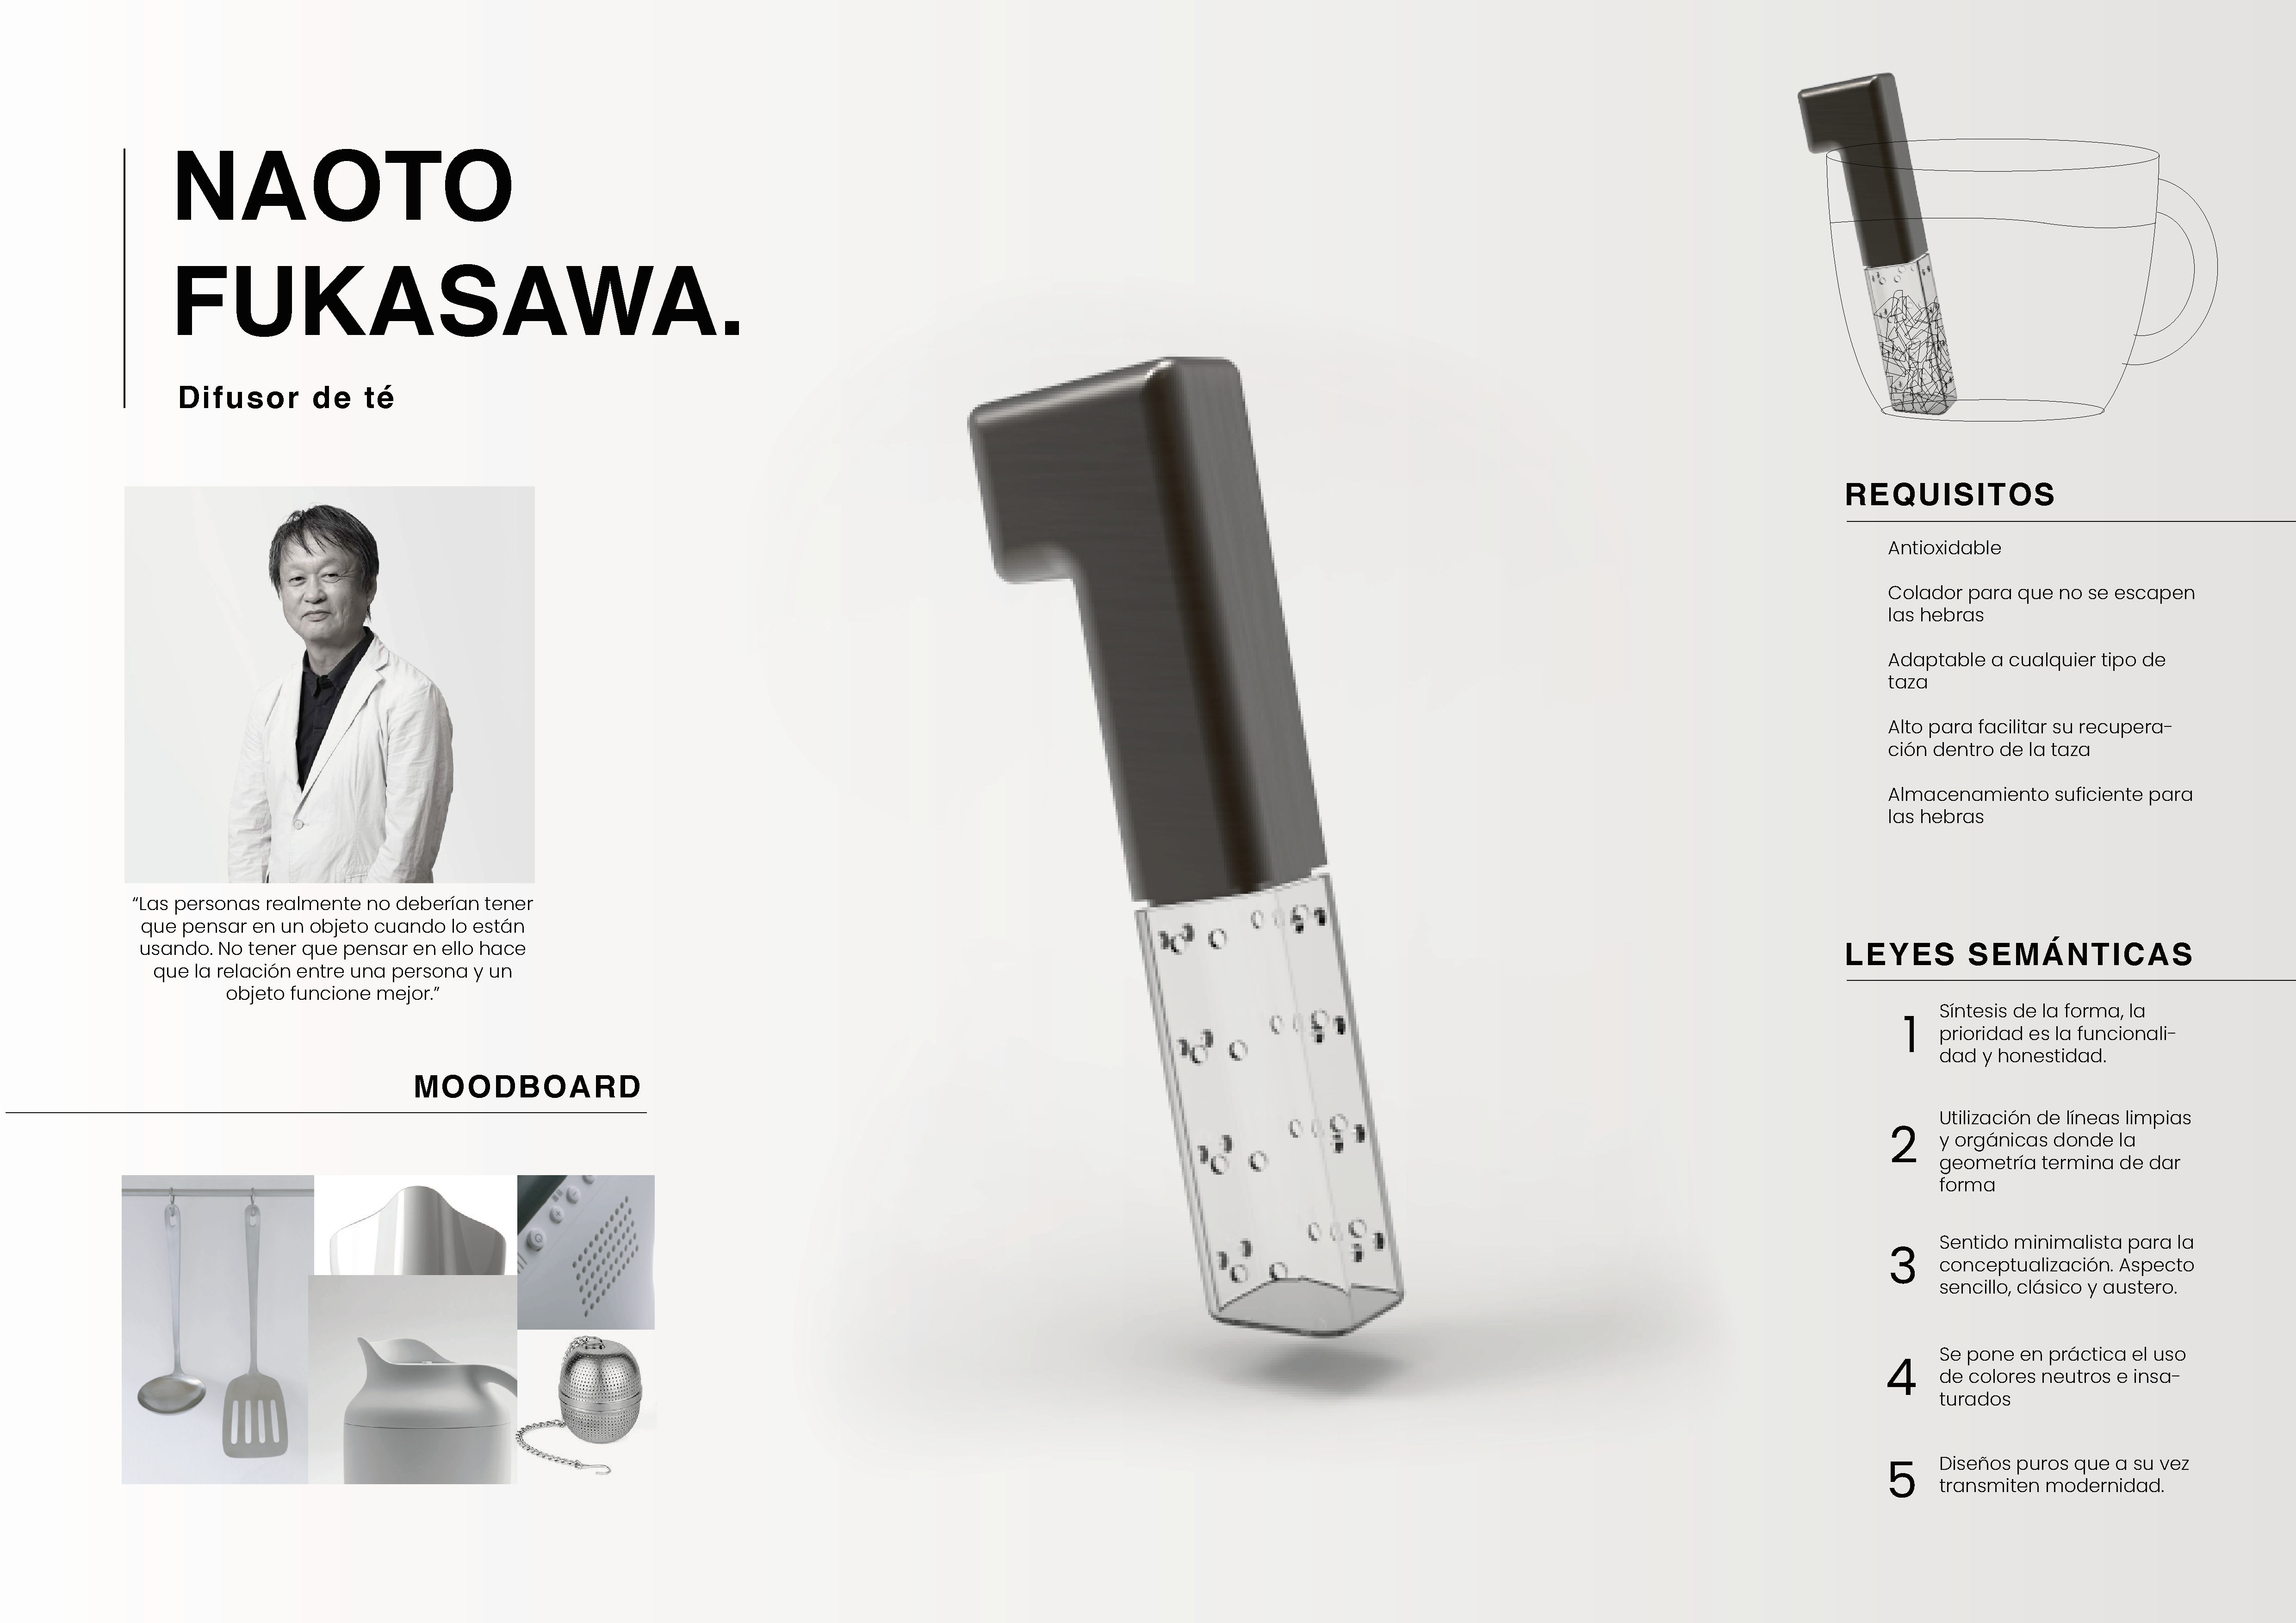 NAOTO
FUKASAWA.
Difusor de té
“Las personas realmente no deberían tener
que pensar en un objeto cuando lo están
usando. No tener que pensar en ello hace
que la relación entre una persona y un
objeto funcione mejor.”
MOODBOARD
REQUISITOS
Antioxidable
Colador para que no se escapen
las hebras
Adaptable a cualquier tipo de
taza
Alto para facilitar su recupera-
ción dentro de la taza
Almacenamiento suficiente para
las hebras
LEYES SEMÁNTICAS
1 Síntesis de la forma, la
prioridad es la funcionali-
dad y honestidad.
2 Utilización de líneas limpias
y orgánicas donde la
geometría termina de dar
forma
3 Sentido minimalista para la
conceptualización. Aspecto
sencillo, clásico y austero.
4 Se pone en práctica el uso
de colores neutros e insa-
turados
5 Diseños puros que a su vez
transmiten modernidad.